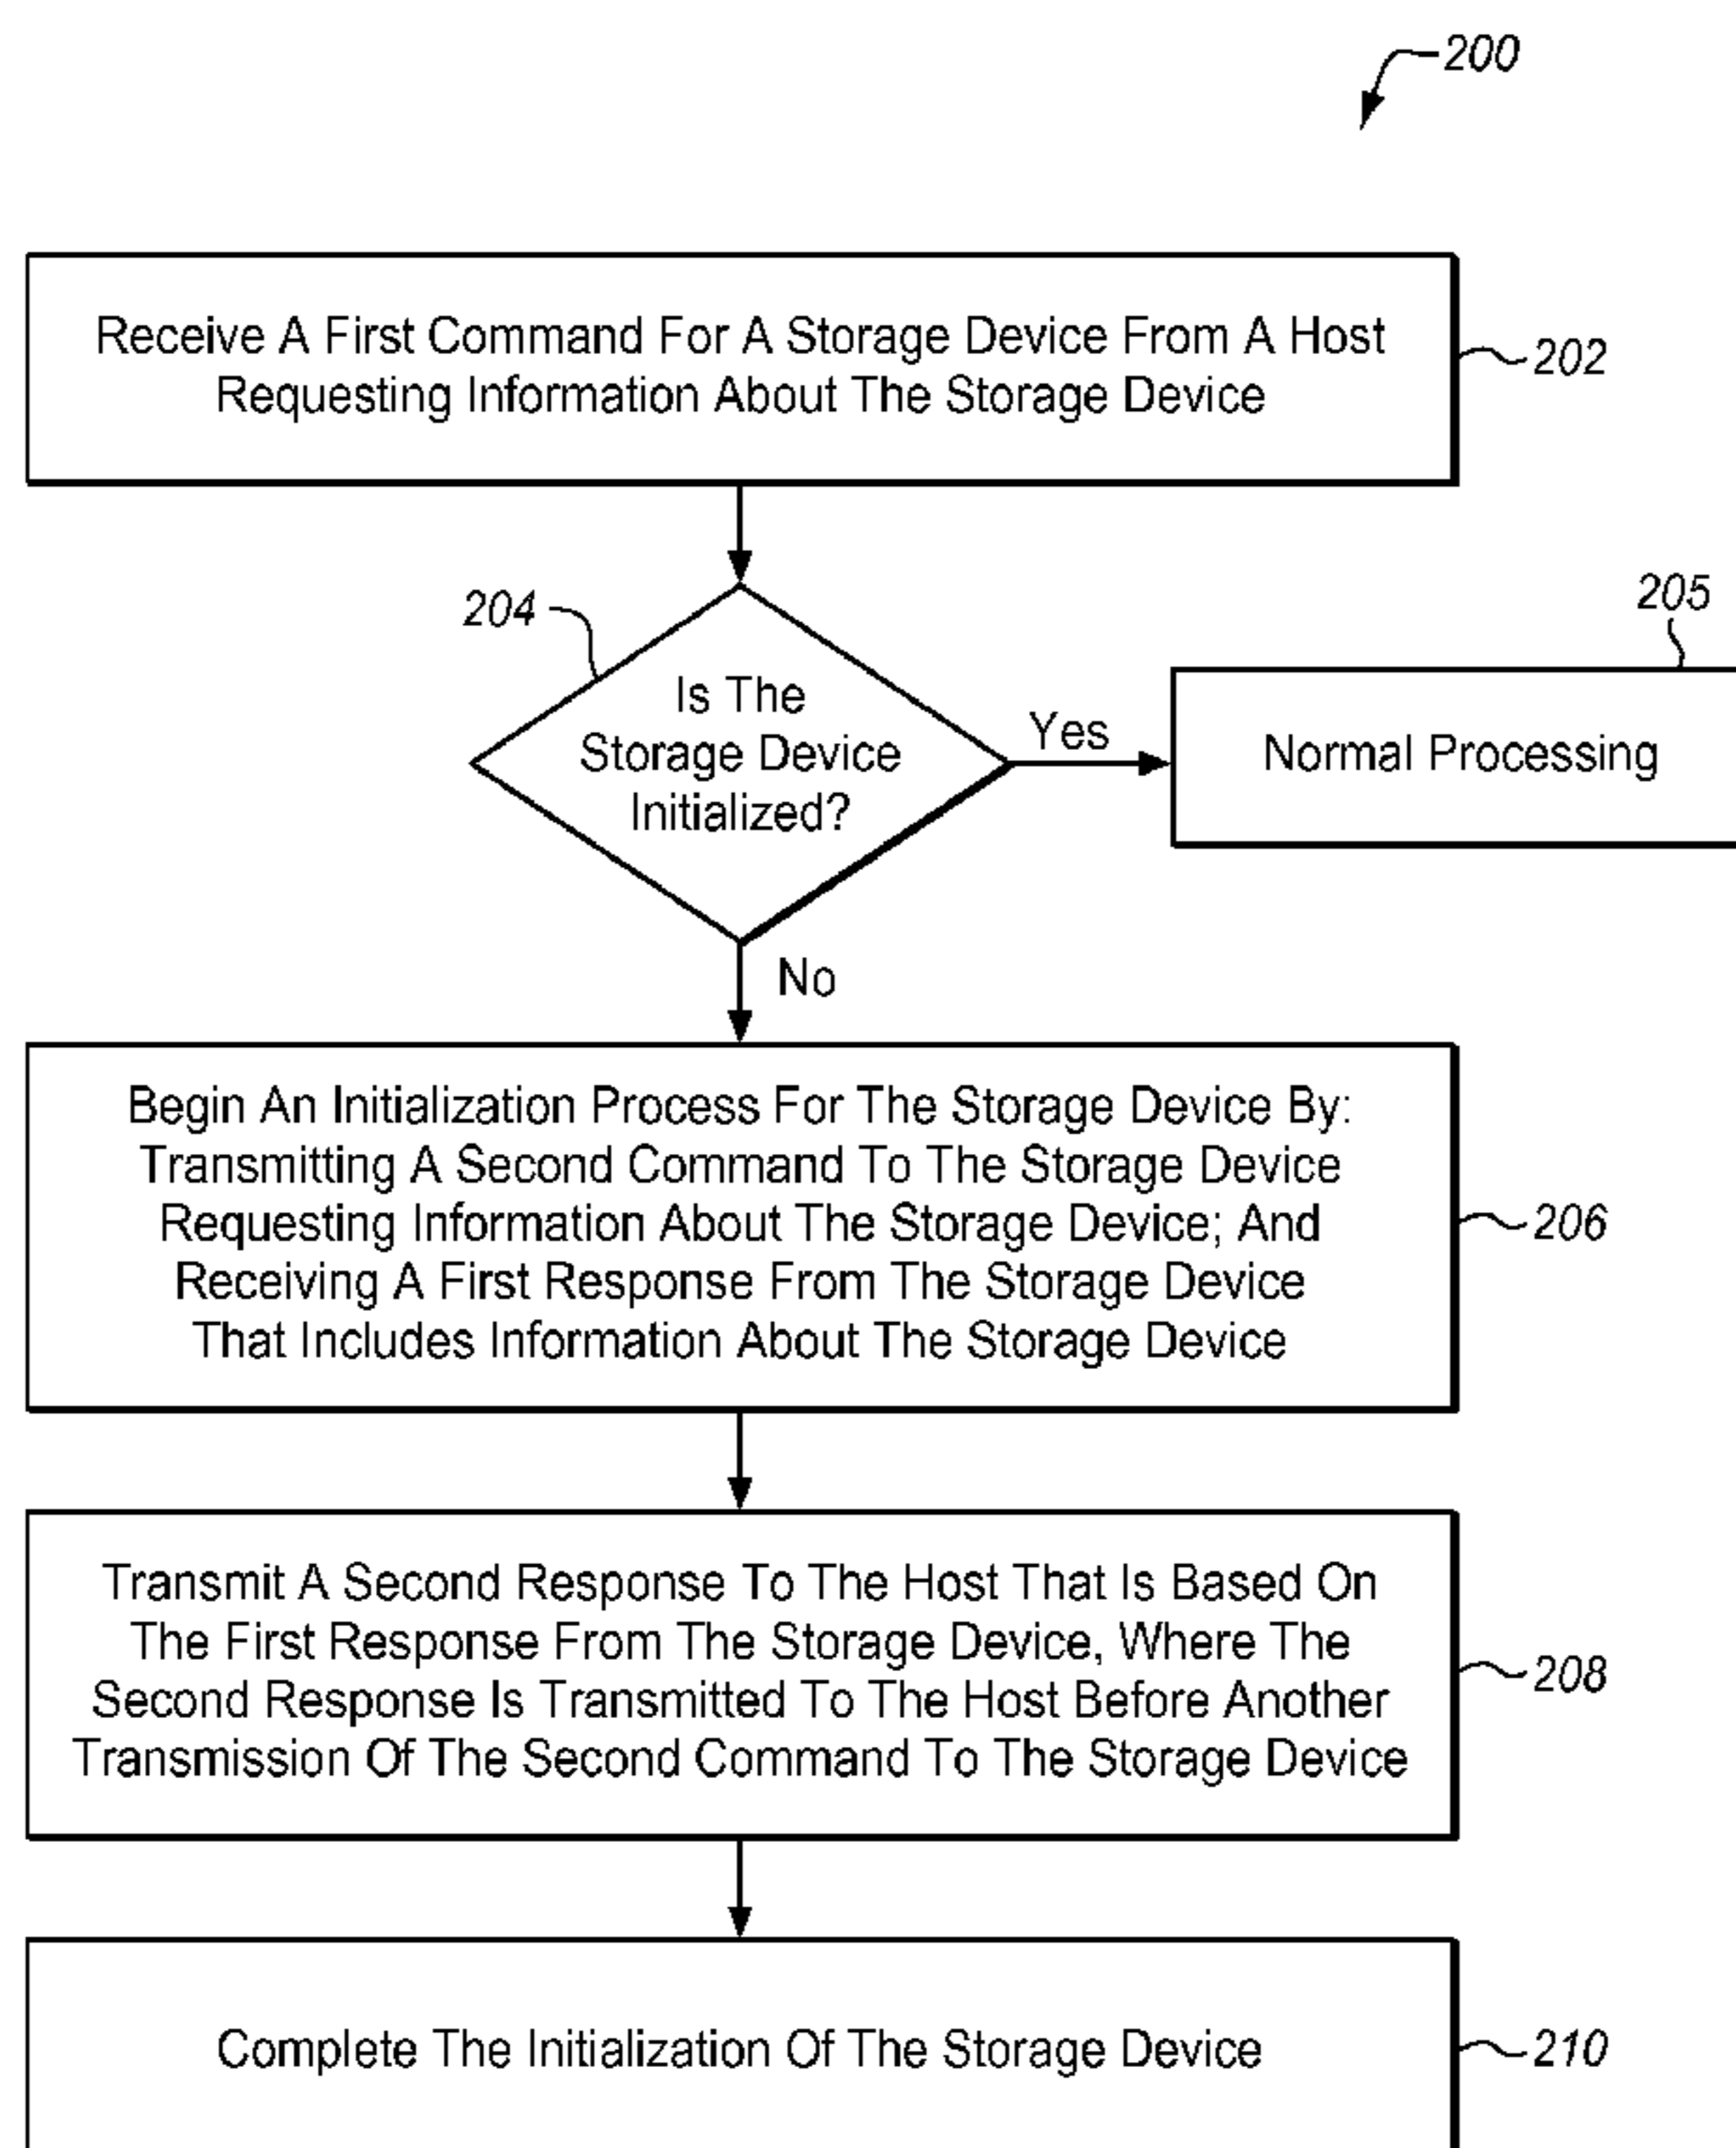 200
Receive A First Command For A Storage Device From A Host
Requesting Information About The Storage Device
202
204
Is The
Storage Device
Initialized?
Yes
205
Normal Processing
No
Begin An Initialization Process For The Storage Device By:
Transmitting A Second Command To The Storage Device
Requesting Information About The Storage Device; And
Receiving A First Response From The Storage Device
That Includes Information About The Storage Device
206
Transmit A Second Response To The Host That Is Based On
The First Response From The Storage Device, Where The
Second Response Is Transmitted To The Host Before Another
Transmission Of The Second Command To The Storage Device
208
Complete The Initialization Of The Storage Device
210